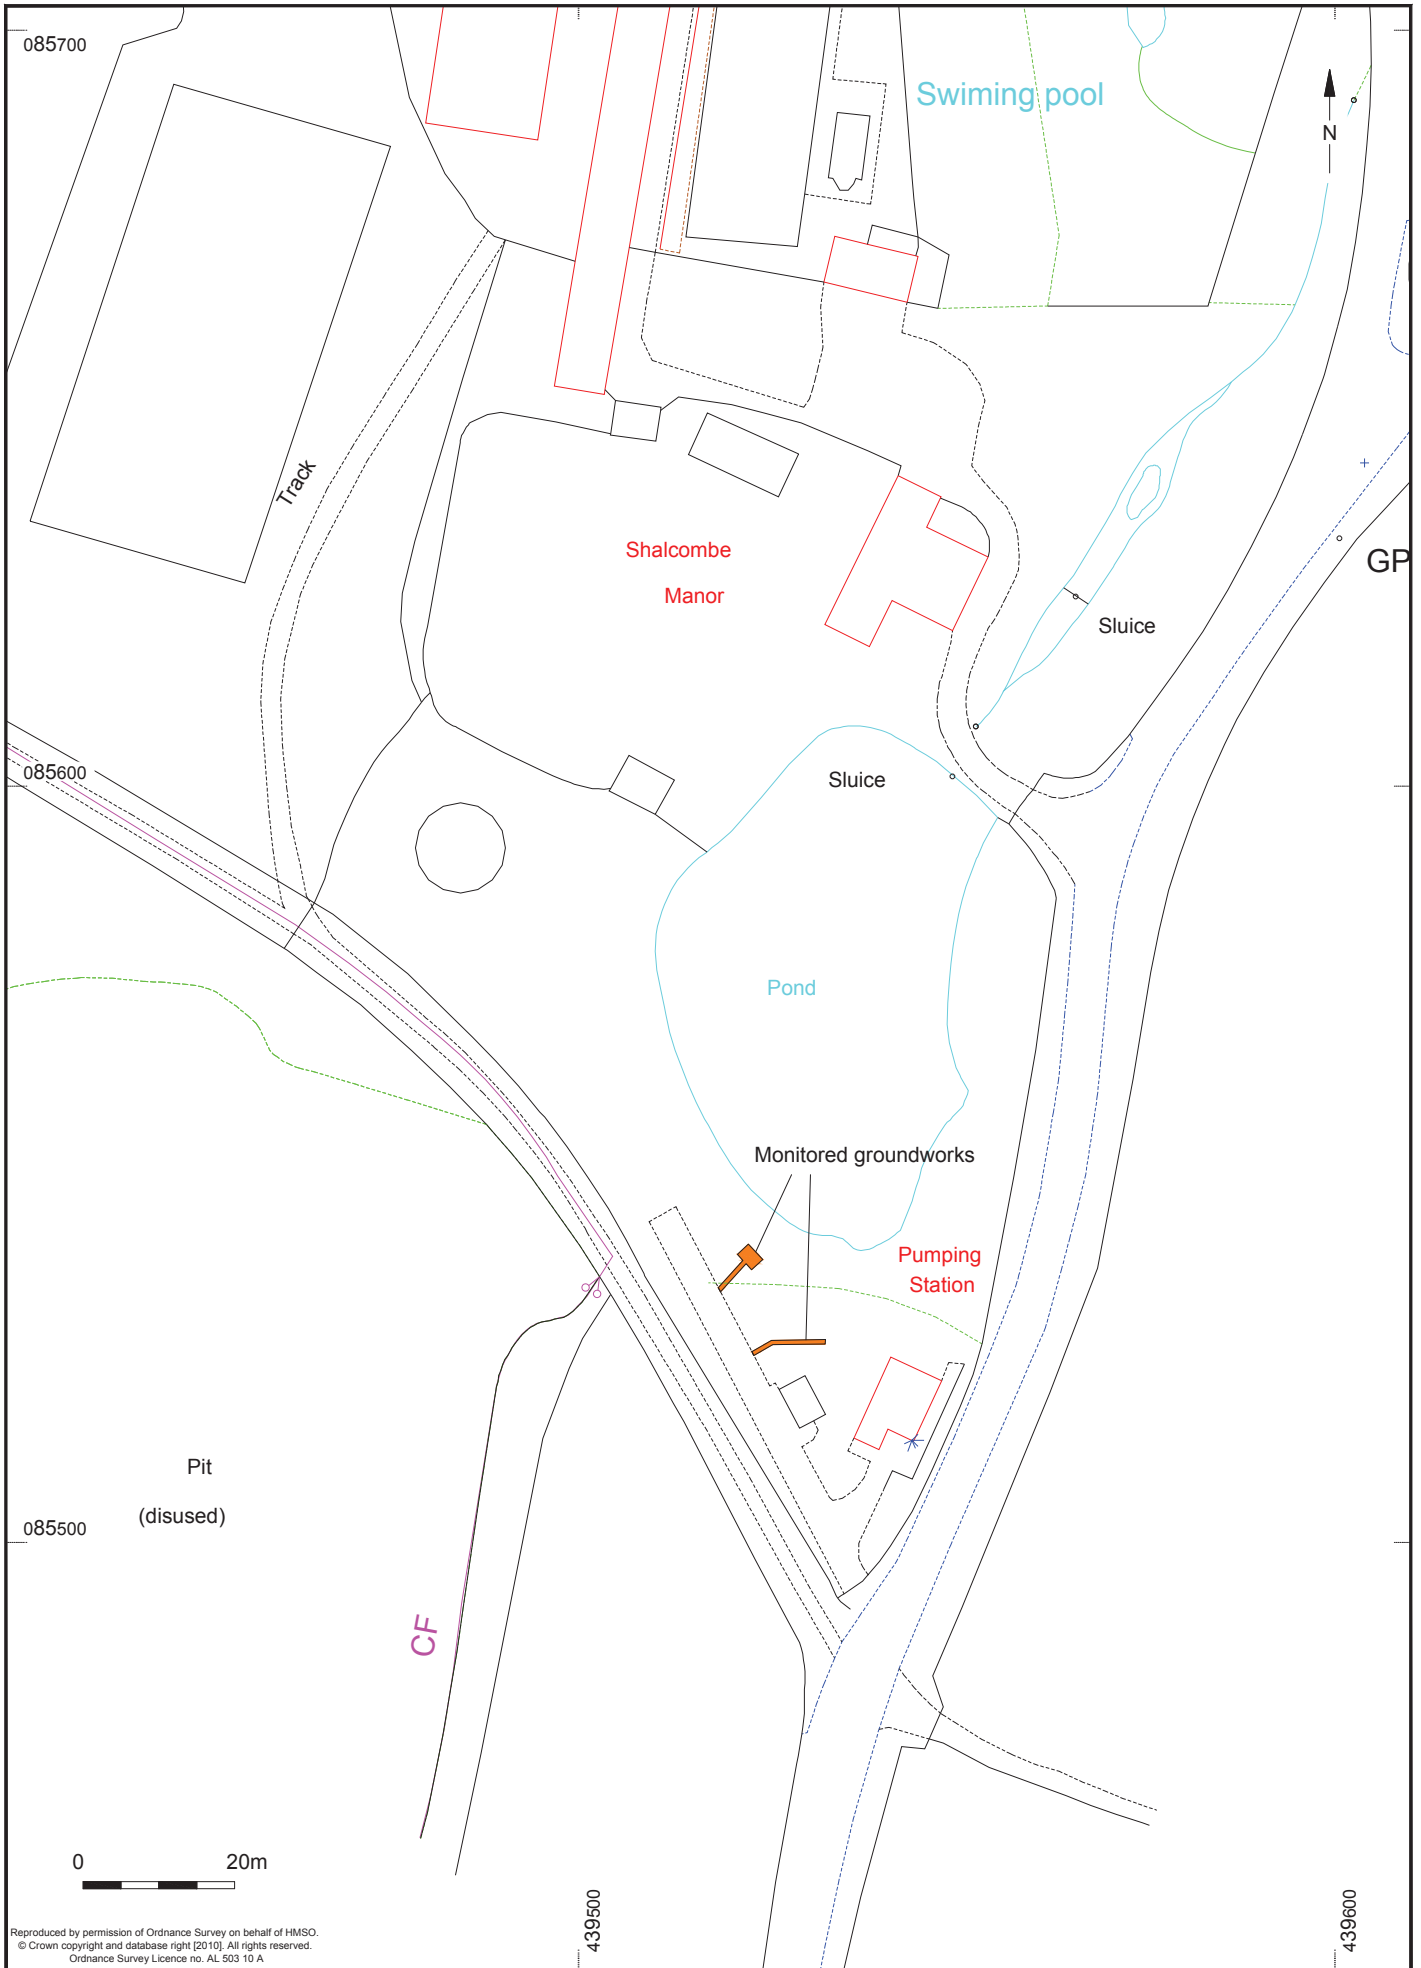 085700
Swiming pool
N
Track
Shalcombe
Manor
GP
Sluice
085600
Sluice
Pond
Monitored groundworks
Pumping
Station
Pit
(disused)
085500
CF
0 20m
439500
439600
Reproduced by permission of Ordnance Survey on behalf of HMSO.
© Crown copyright and database right [2010]. All rights reserved.
Ordnance Survey Licence no. AL 503 10 A